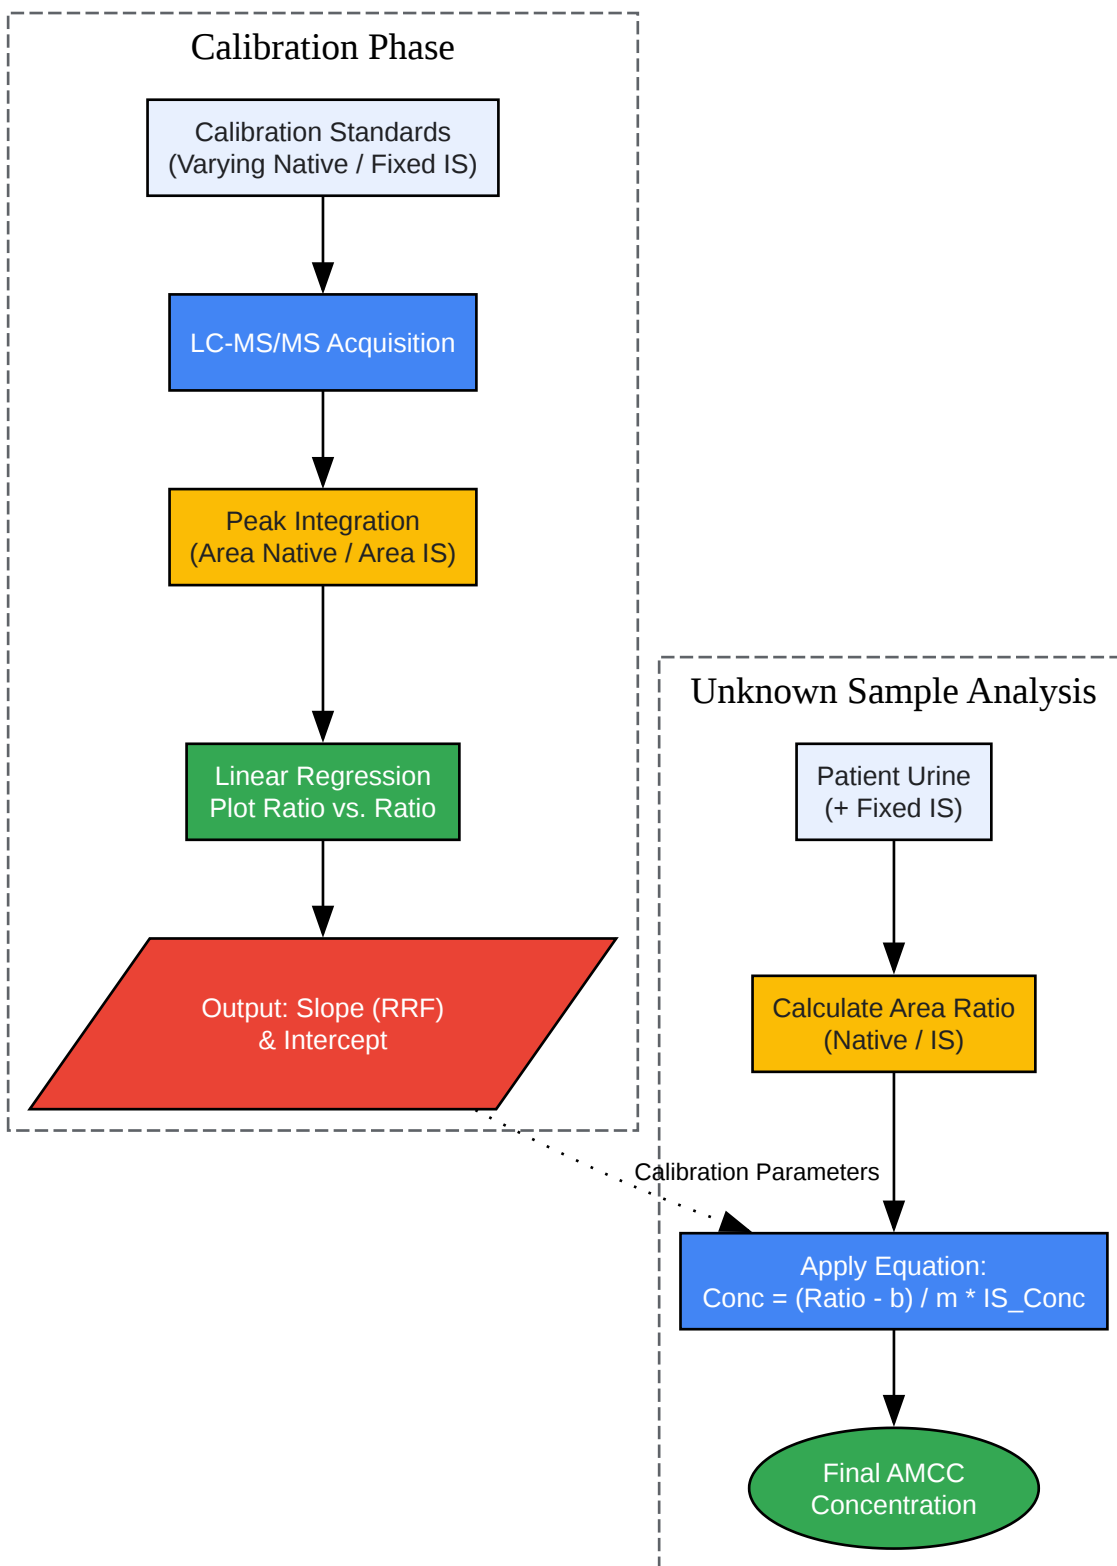 Calibration Phase
Calibration Standards
(Varying Native / Fixed IS)
LC-MS/MS Acquisition
Peak Integration
(Area Native / Area IS)
Linear Regression
Plot Ratio vs. Ratio
Output: Slope (RRF)
& Intercept
Calibration Parameters
Unknown Sample Analysis
Patient Urine
(+ Fixed IS)
Calculate Area Ratio
(Native / IS)
Apply Equation:
Conc = (Ratio - b) / m * IS_Conc
Final AMCC
Concentration